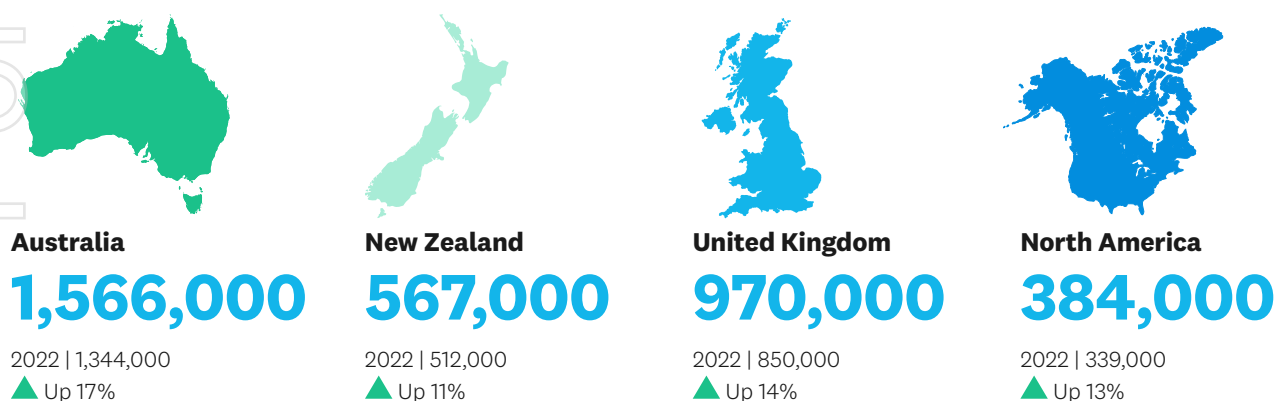 Australia
1,566,000
2022 | 1,344,000
Up 17%
New Zealand
567,000
2022 | 512,000
Up 11%
United Kingdom
970,000
2022 | 850,000
Up 14%
North America
384,000
2022 | 339,000
Up 13%